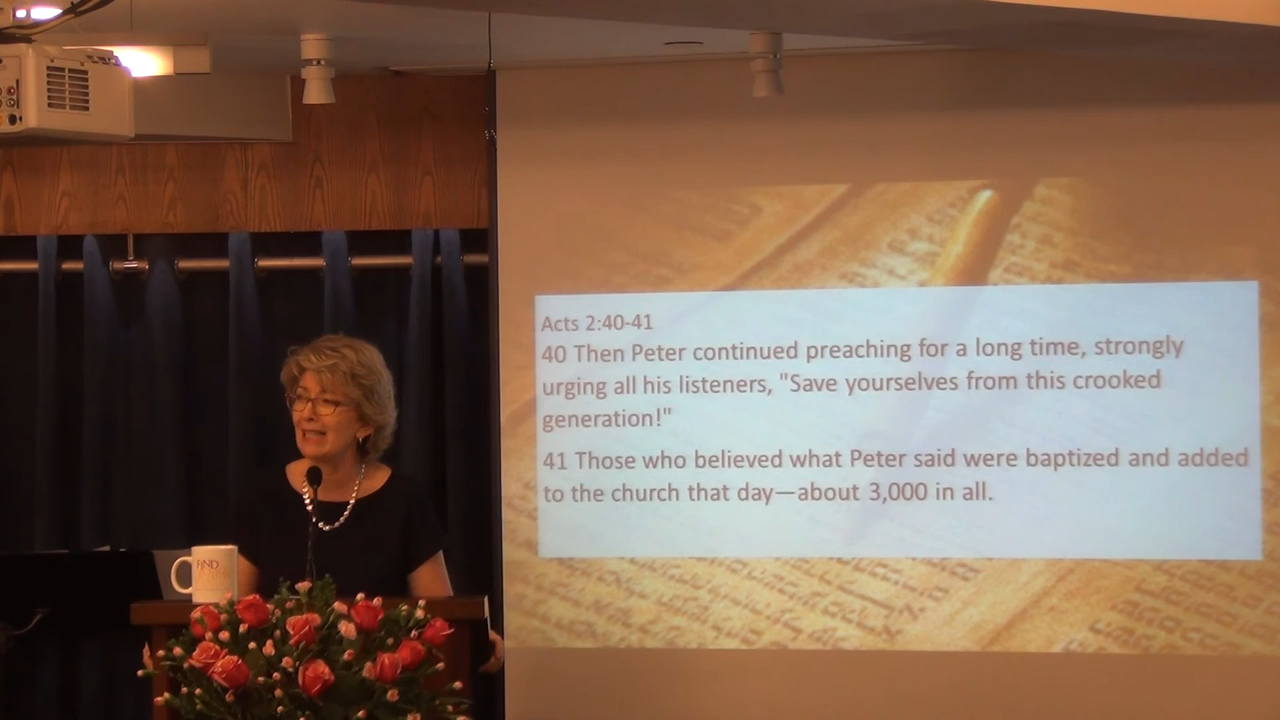 Acts 2:40-41
40 Then Peter continued preaching for a long time, strongly
urging all his listeners, "Save yourselves from this crooked
generation!"
41 Those who believed what Peter said were baptized and added
to the church that day—about 3,000 in all.
FIND